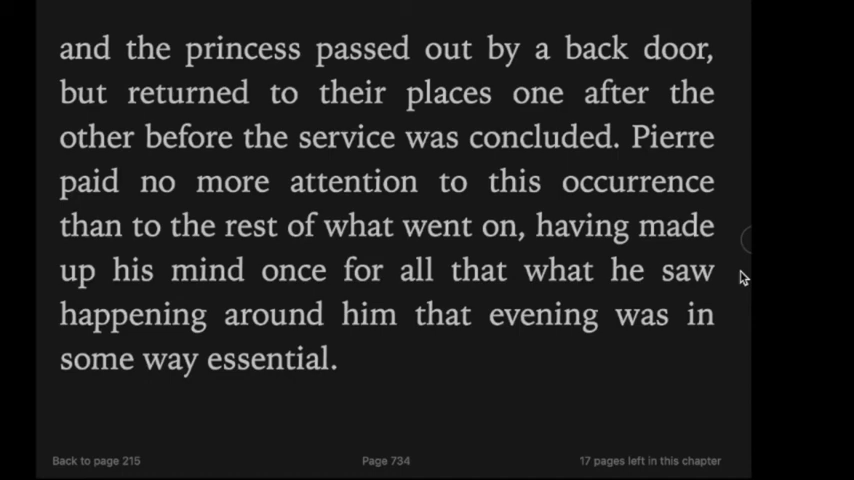 and the princess passed out by a back door,
but returned to their places one after the
other before the service was concluded. Pierre
paid no more attention to this occurrence
than to the rest of what went on, having made
up his mind once for all that what he saw
happening around him that evening was in
some way essential.
Back to page 215
Page 734
17 pages left in this chapter